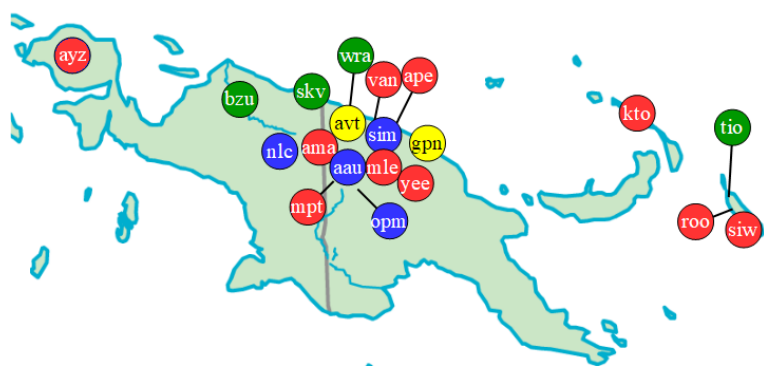 ayz
wra
van
ape
bzu
skv
avt
sim
gpn
kto
tio
nlc
ama
aau
mle
yee
mpt
opm
roo
siw